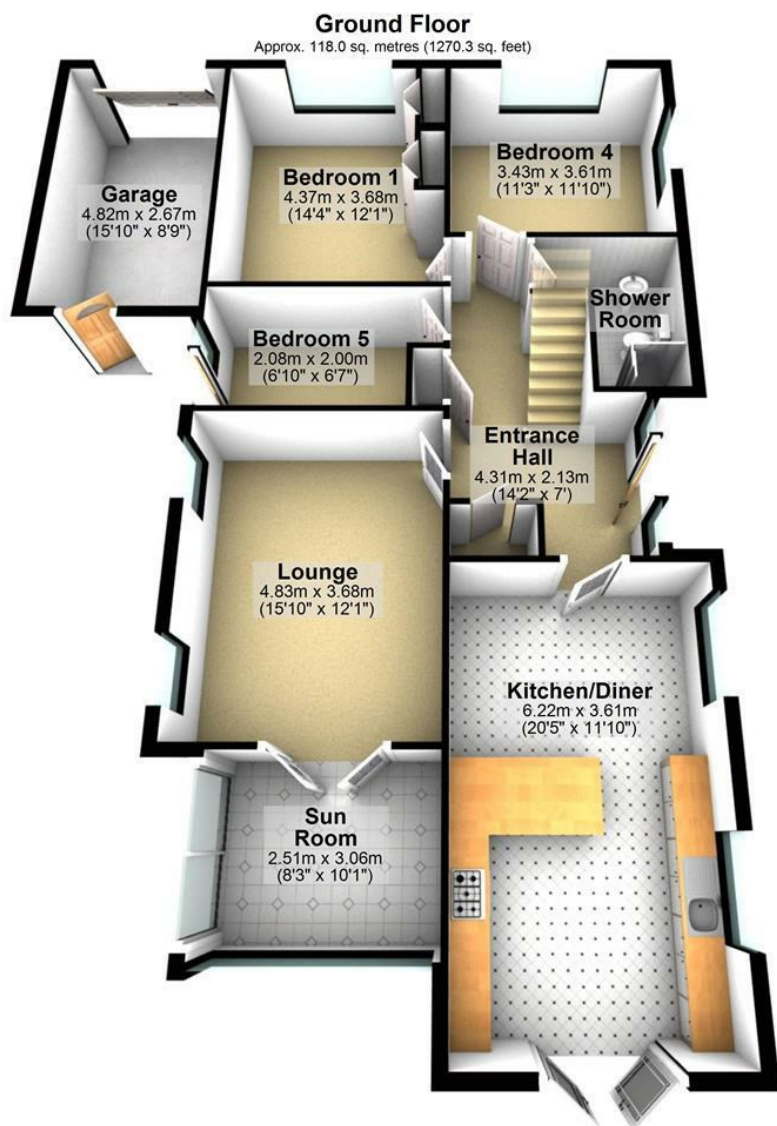 Ground Floor
Approx. 118.0 sq. metres (1270.3 sq. feet)
Garage
4.82m x 2.67m
(15'10" x 8'9")
Bedroom 1
4.37m x 3.68m
(14'4" x 12'1")
Bedroom 4
3.43m x 3.61m
(11'3" x 11'10")
Shower
Room
Bedroom 5
2.08m x 2.00m
(6'10" x 6'7")
Entrance
Hall
4.31m x 2.13m
(14'2" x 7')
Lounge
4.83m x 3.68m
(15'10" x 12'1")
Kitchen/Diner
6.22m x 3.61m
(20'5" x 11'10")
Sun
Room
2.51m x 3.06m
(8'3" x 10'1")